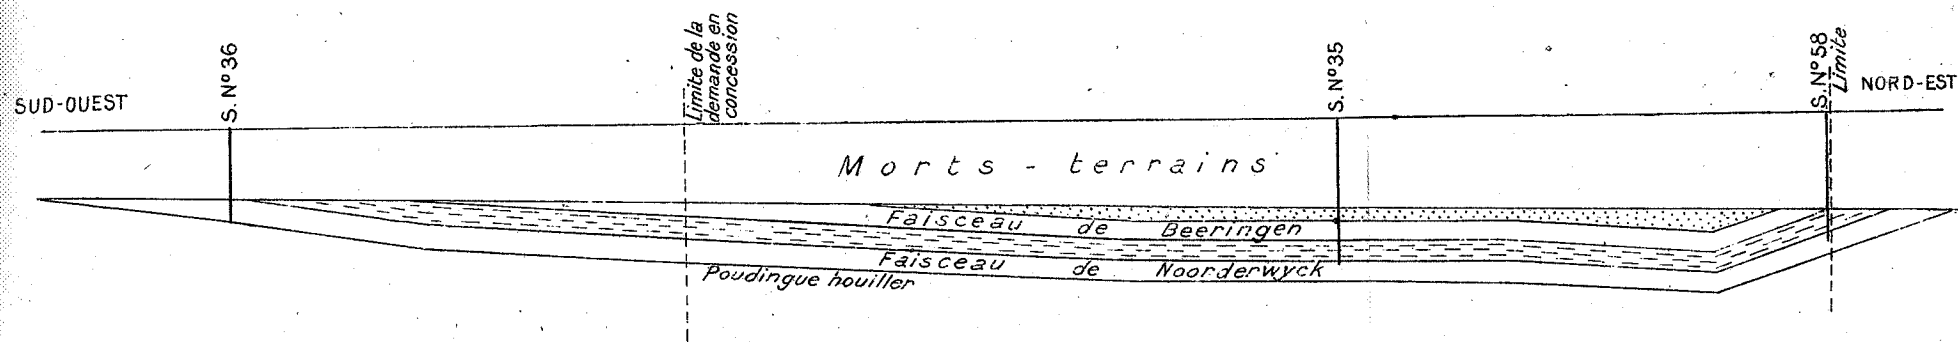 SUD-OUEST
S. N° 36
Limite de la
demande en
concession
S. N° 35
S. N° 58
Limite
NORD-EST
Morts - terrains
Faisceau de Beeringen
Faisceau de Noorderwyck
Poudingue houiller